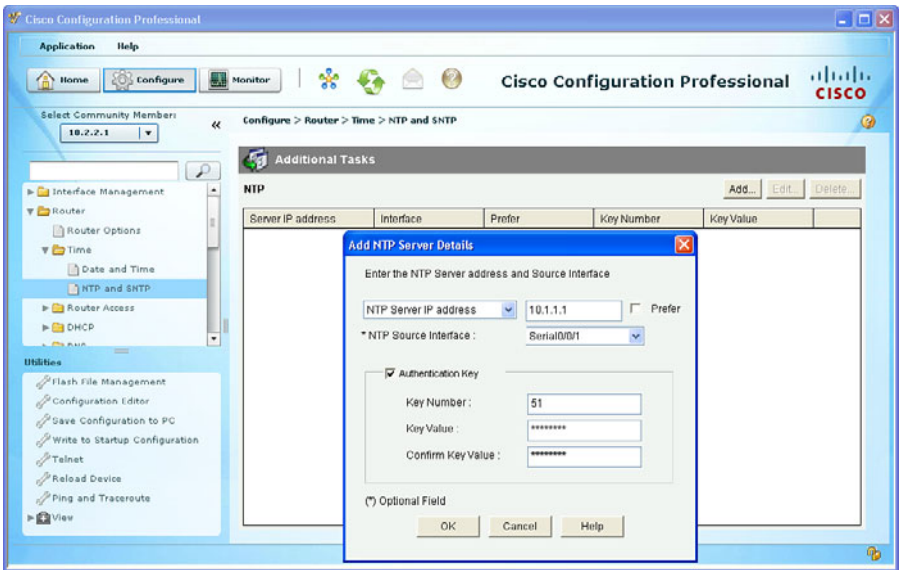 Cisco Configuration Professional
Application Help
Home Configure Monitor Cisco Configuration Professional CISCO
Select Community Member:
10.2.2.1
Configure > Router > Time > NTP and SNTP
Additional Tasks
NTP Add... Edit... Delete...
Server IP address Interface Prefer Key Number Key Value
Interface Management
Router
Router Options
Time
Date and Time
NTP and SNTP
Router Access
DHCP
Utilities
Flash File Management
Configuration Editor
Save Configuration to PC
Write to Startup Configuration
Telnet
Reload Device
Ping and Traceroute
View
Add NTP Server Details
Enter the NTP Server address and Source Interface
NTP Server IP address 10.1.1.1 Prefer
* NTP Source Interface : Serial0/0/1
Authentication Key
Key Number : 51
Key Value : ********
Confirm Key Value : ********
(*) Optional Field
OK Cancel Help